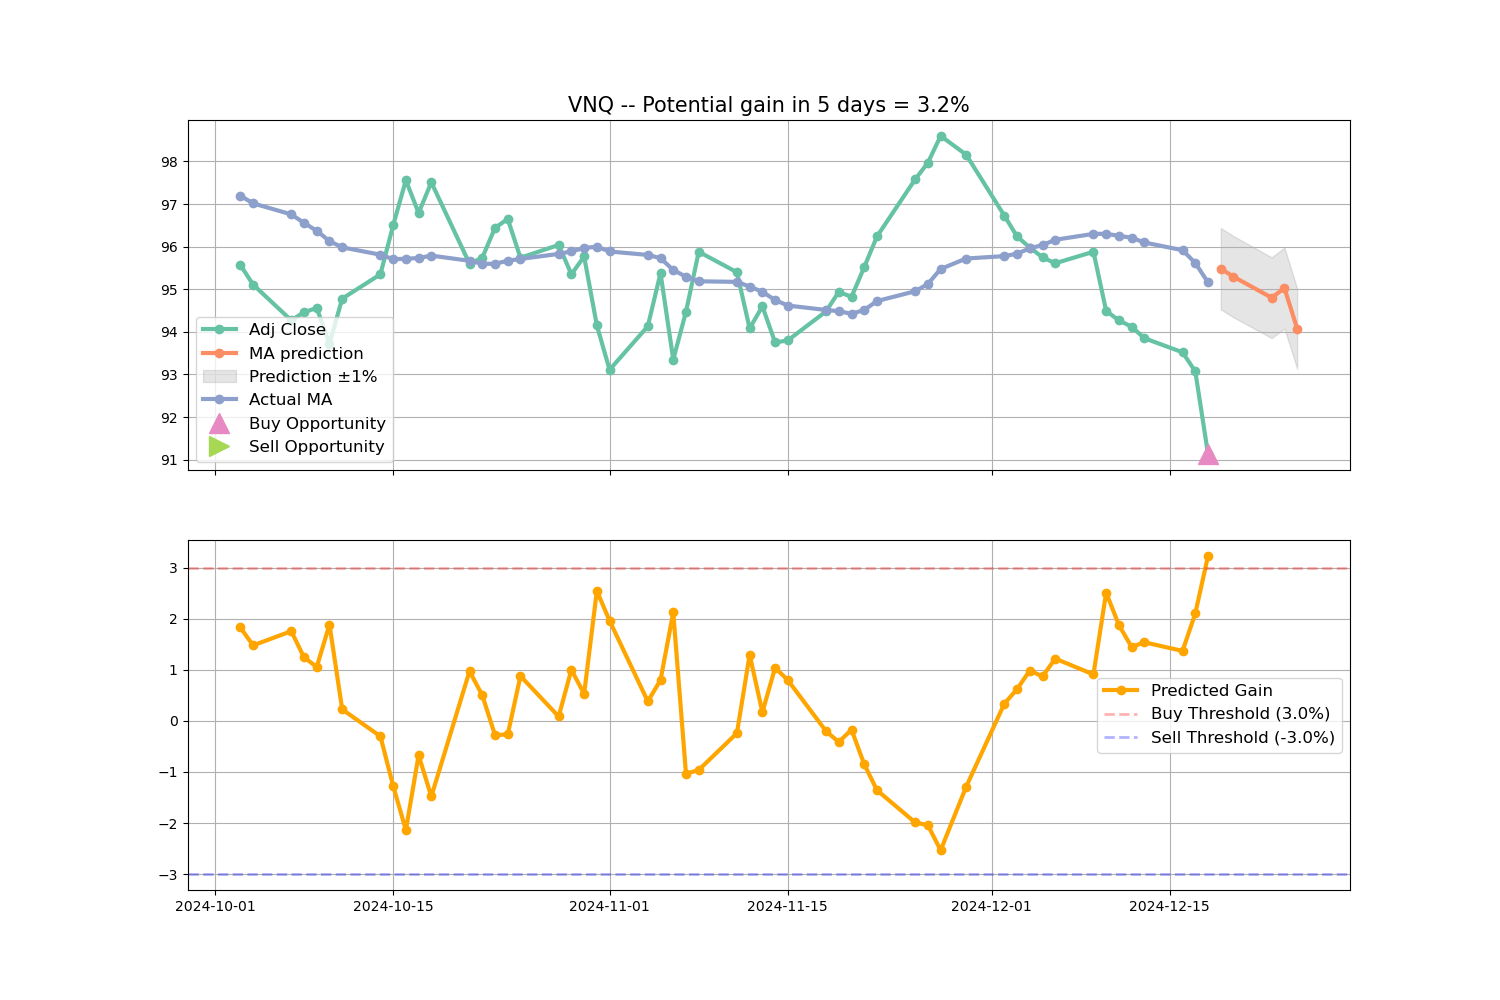 VNQ -- Potential gain in 5 days = 3.2%
98
97
96
95
94
93
92
91
Adj Close
MA prediction
Prediction ±1%
Actual MA
Buy Opportunity
Sell Opportunity
3
2
1
0
−1
−2
−3
Predicted Gain
Buy Threshold (3.0%)
Sell Threshold (-3.0%)
2024-10-01 2024-10-15 2024-11-01 2024-11-15 2024-12-01 2024-12-15